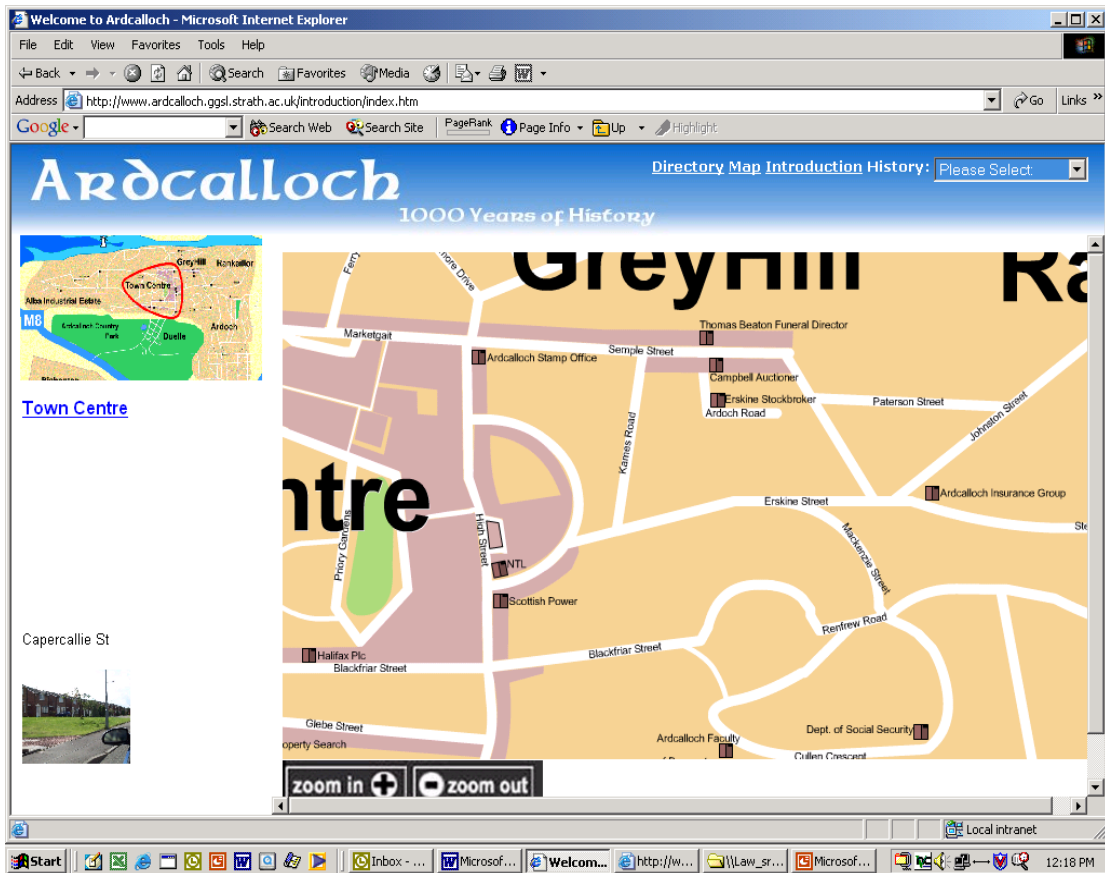 Welcome to Ardcalloch - Microsoft Internet Explorer
File Edit View Favorites Tools Help
Back Search Favorites Media
Address http://www.ardcalloch.ggsl.strath.ac.uk/introduction/index.htm Go Links »
Google Search Web Search Site PageRank Page Info Up Highlight
Ardcalloch
1000 Years of History
Directory Map Introduction History: Please Select:
GreyHill Rankeillor
Town Centre
Alba Industrial Estate
M8
Ardcalloch Country Park
Duelle
Ardoch
Town Centre
Capercallie St
GreyHill
Ferry
more Drive
Thomas Beaton Funeral Director
Marketgait
Semple Street
Ardcalloch Stamp Office
Campbell Auctioner
Erskine Stockbroker
Ardoch Road
Paterson Street
Johnston Street
Kames Road
ntre
Priory Gardens
High Street
Erskine Street
Ardcalloch Insurance Group
Ste
Mackenzie Street
NTL
Scottish Power
Renfrew Road
Halifax Plc
Blackfriar Street
Blackfriar Street
Glebe Street
operty Search
Ardcalloch Faculty
Dept. of Social Security
Cullen Crescent
zoom in zoom out
Local intranet
Start Inbox - ... Microsof... Welcom... http://w... \\Law_sr... Microsof... 12:18 PM